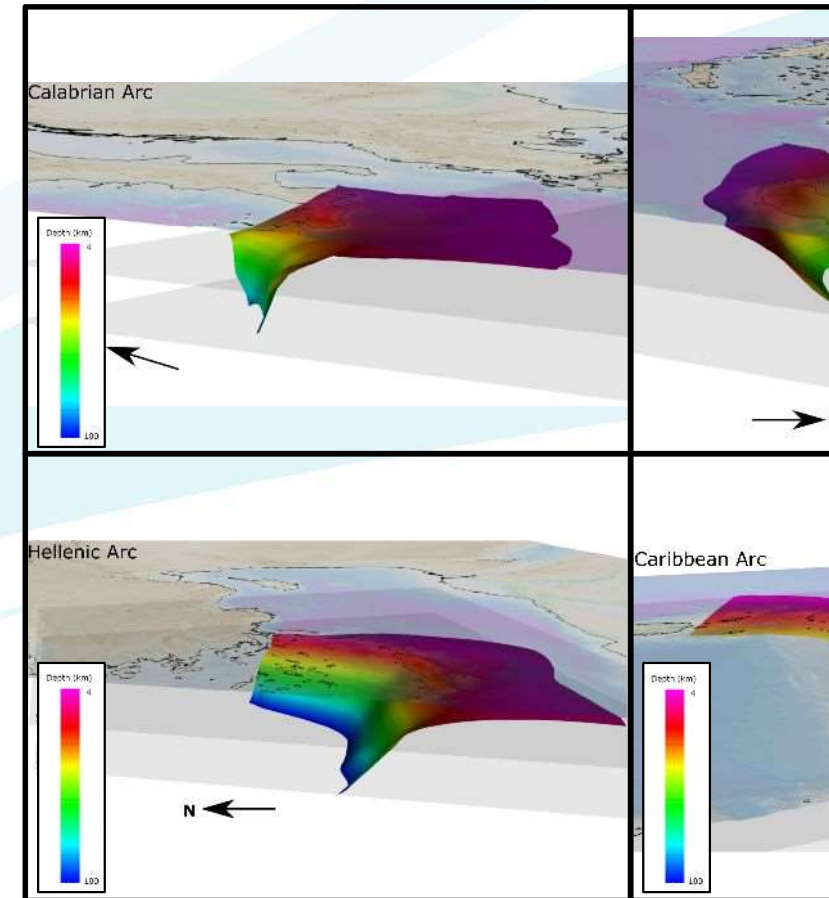 Calabrian Arc
Depth (km)
4
100
Hellenic Arc
Depth (km)
4
100
N
Caribbean Arc
Depth (km)
4
100